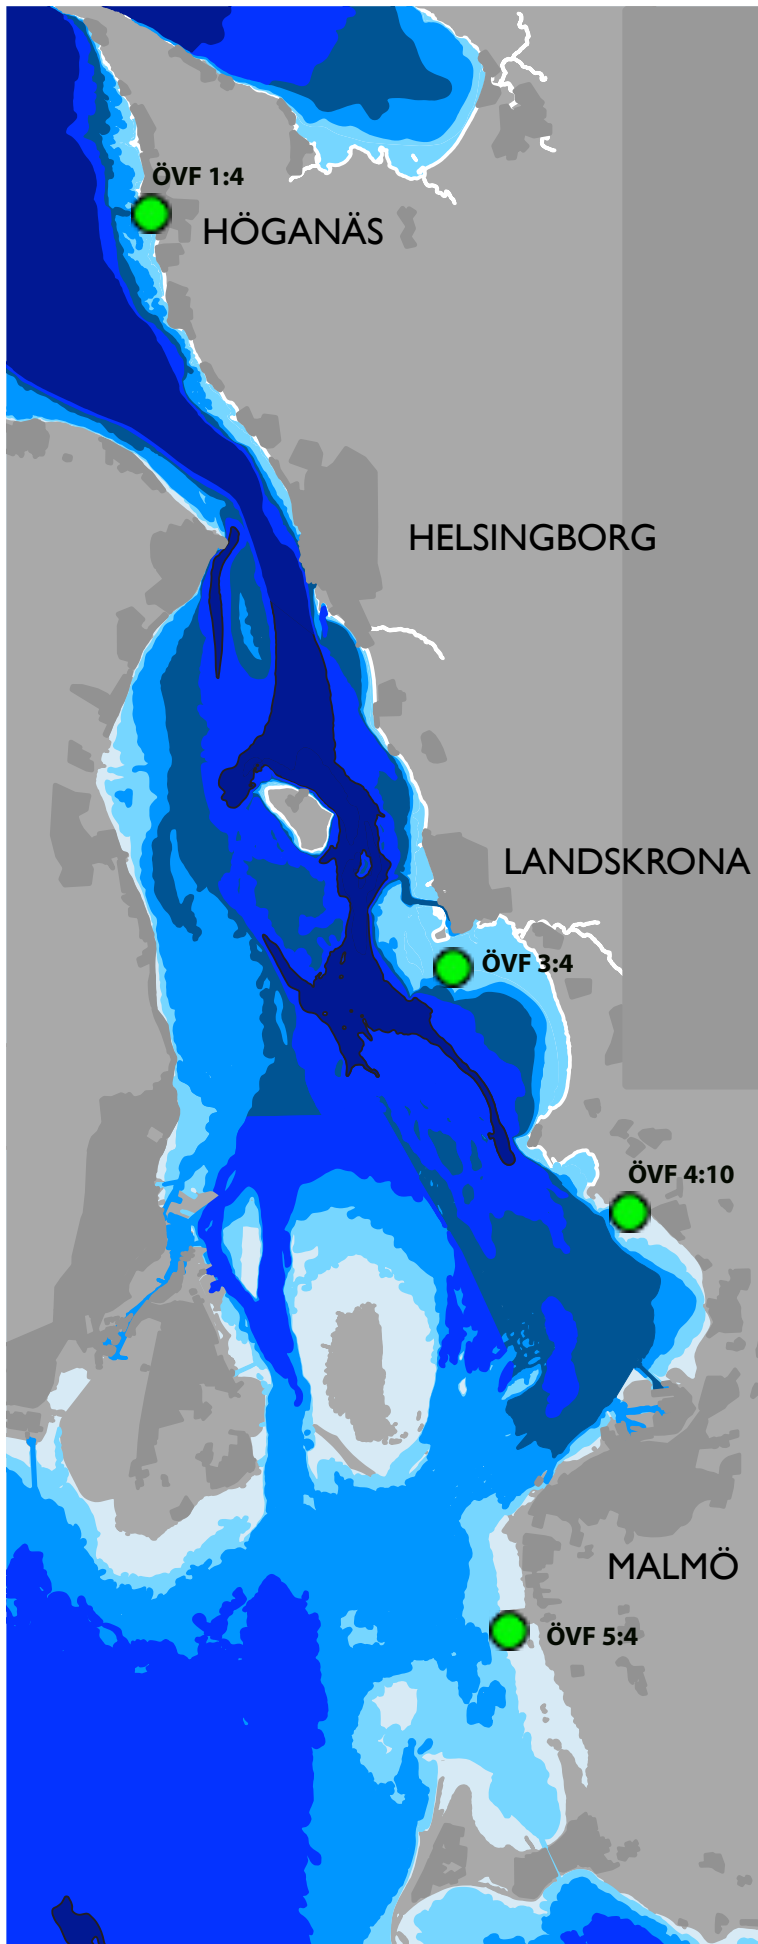 ÖVF 1:4
HÖGANÄS
HELSINGBORG
LANDSKRONA
ÖVF 3:4
ÖVF 4:10
MALMÖ
ÖVF 5:4